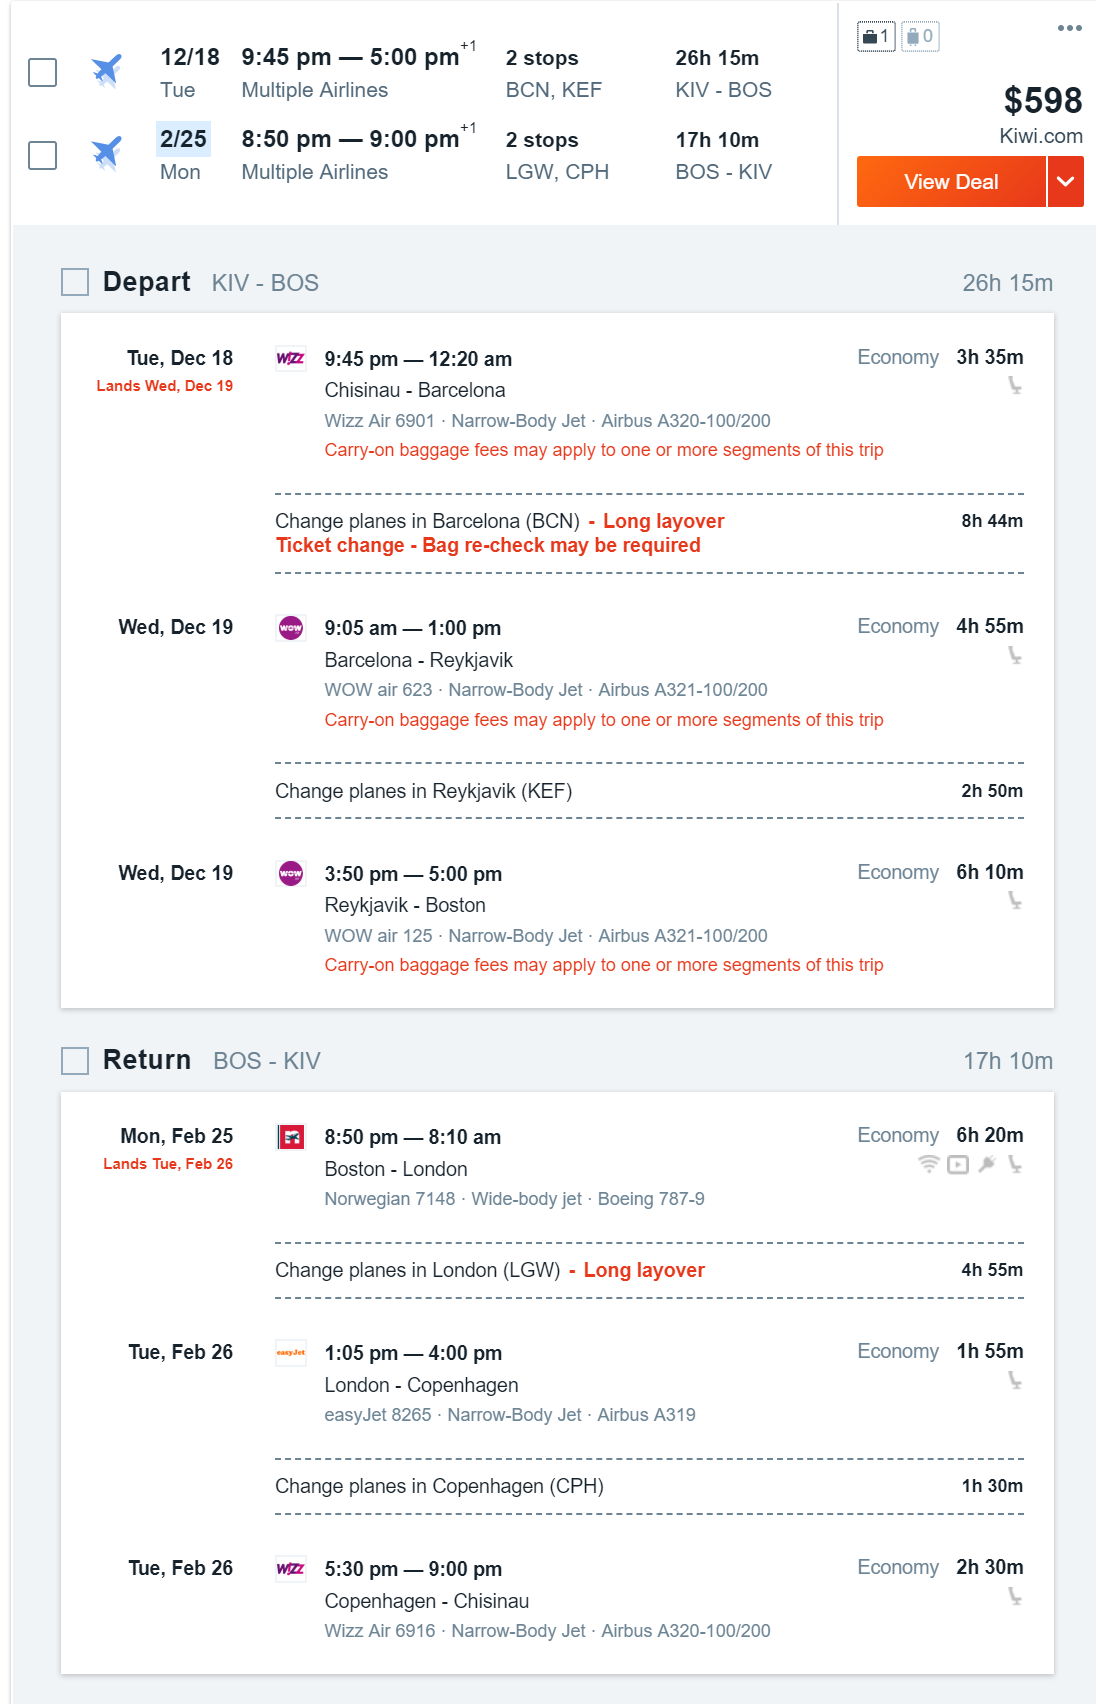 12/18 9:45 pm — 5:00 pm+1 2 stops 26h 15m
Tue Multiple Airlines BCN, KEF KIV - BOS
2/25 8:50 pm — 9:00 pm+1 2 stops 17h 10m
Mon Multiple Airlines LGW, CPH BOS - KIV
1 0
$598
Kiwi.com
View Deal
Depart KIV - BOS 26h 15m
Tue, Dec 18 WIZZ 9:45 pm — 12:20 am Economy 3h 35m
Lands Wed, Dec 19 Chisinau - Barcelona
Wizz Air 6901 · Narrow-Body Jet · Airbus A320-100/200
Carry-on baggage fees may apply to one or more segments of this trip
Change planes in Barcelona (BCN) - Long layover 8h 44m
Ticket change - Bag re-check may be required
Wed, Dec 19 WOW 9:05 am — 1:00 pm Economy 4h 55m
Barcelona - Reykjavik
WOW air 623 · Narrow-Body Jet · Airbus A321-100/200
Carry-on baggage fees may apply to one or more segments of this trip
Change planes in Reykjavik (KEF) 2h 50m
Wed, Dec 19 WOW 3:50 pm — 5:00 pm Economy 6h 10m
Reykjavik - Boston
WOW air 125 · Narrow-Body Jet · Airbus A321-100/200
Carry-on baggage fees may apply to one or more segments of this trip
Return BOS - KIV 17h 10m
Mon, Feb 25 8:50 pm — 8:10 am Economy 6h 20m
Lands Tue, Feb 26 Boston - London
Norwegian 7148 · Wide-body jet · Boeing 787-9
Change planes in London (LGW) - Long layover 4h 55m
Tue, Feb 26 easyJet 1:05 pm — 4:00 pm Economy 1h 55m
London - Copenhagen
easyJet 8265 · Narrow-Body Jet · Airbus A319
Change planes in Copenhagen (CPH) 1h 30m
Tue, Feb 26 WIZZ 5:30 pm — 9:00 pm Economy 2h 30m
Copenhagen - Chisinau
Wizz Air 6916 · Narrow-Body Jet · Airbus A320-100/200